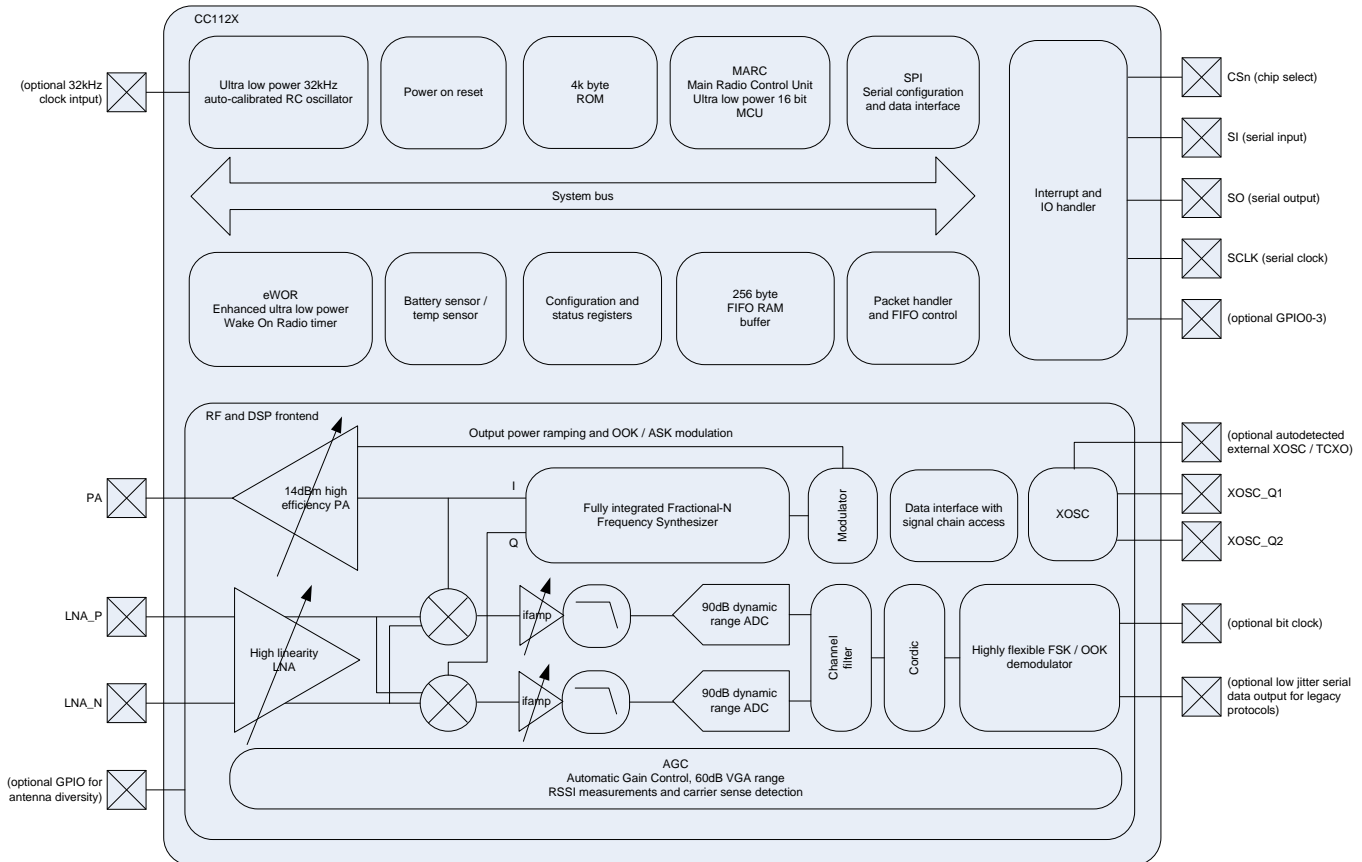 CC112X
(optional 32kHz
clock intput)
Ultra low power 32kHz
auto-calibrated RC oscillator
Power on reset
4k byte
ROM
MARC
Main Radio Control Unit
Ultra low power 16 bit
MCU
SPI
Serial configuration
and data interface
Interrupt and
IO handler
CSn (chip select)
SI (serial input)
SO (serial output)
SCLK (serial clock)
(optional GPIO0-3)
System bus
eWOR
Enhanced ultra low power
Wake On Radio timer
Battery sensor /
temp sensor
Configuration and
status registers
256 byte
FIFO RAM
buffer
Packet handler
and FIFO control
RF and DSP frontend
Output power ramping and OOK / ASK modulation
PA
14dBm high
efficiency PA
I
Q
Fully integrated Fractional-N
Frequency Synthesizer
Modulator
Data interface with
signal chain access
XOSC
(optional autodetected
external XOSC / TCXO)
XOSC_Q1
XOSC_Q2
LNA_P
LNA_N
High linearity
LNA
ifamp
ifamp
90dB dynamic
range ADC
90dB dynamic
range ADC
Channel
filter
Cordic
Highly flexible FSK / OOK
demodulator
(optional bit clock)
(optional low jitter serial
data output for legacy
protocols)
(optional GPIO for
antenna diversity)
AGC
Automatic Gain Control, 60dB VGA range
RSSI measurements and carrier sense detection